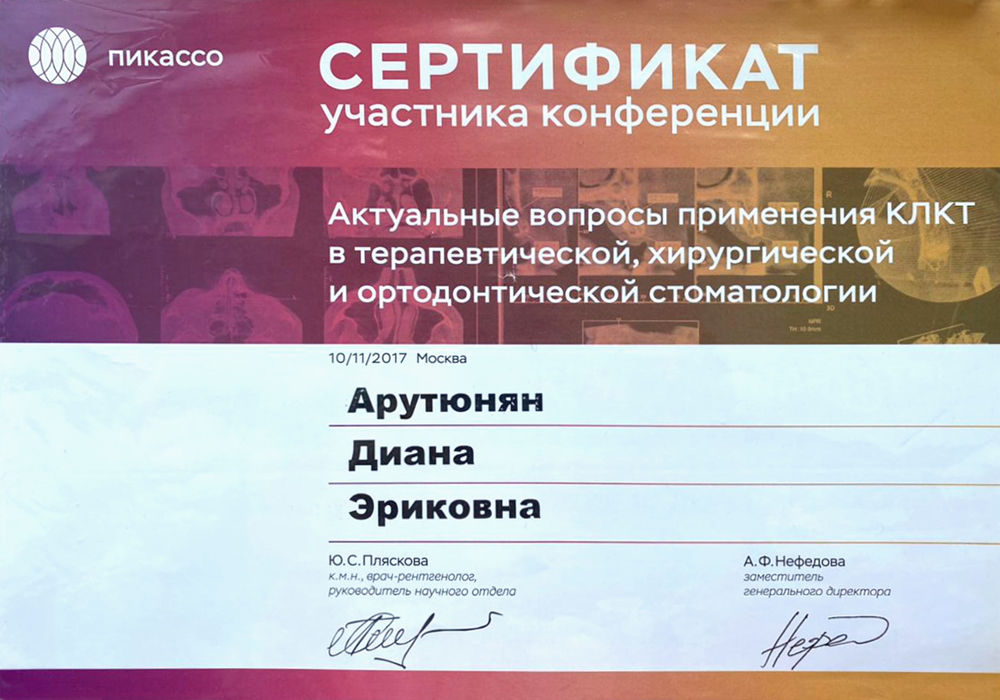 пикассо
СЕРТИФИКАТ
участника конференции
Актуальные вопросы применения КЛКТ
в терапевтической, хирургической
и ортодонтической стоматологии
10/11/2017 Москва
Арутюнян
Диана
Эриковна
Ю.С.Пляскова
к.м.н., врач-рентгенолог,
руководитель научного отдела
А.Ф.Нефедова
заместитель
генерального директора